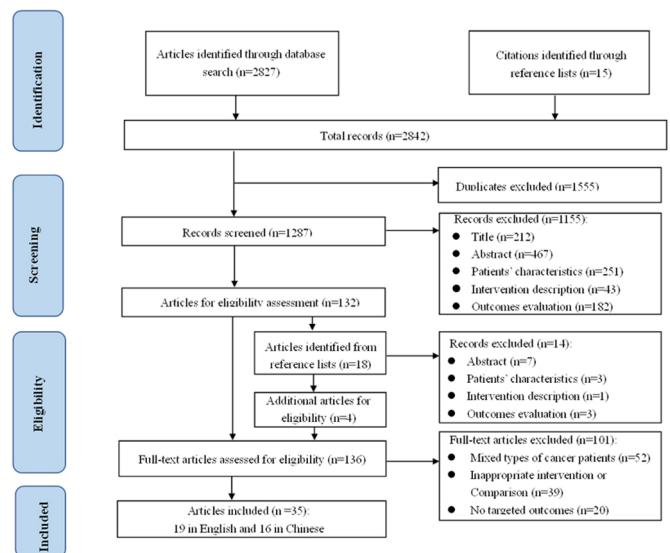 Identification
Articles identified through database
search (n=2827)
Citations identified through
reference lists (n=15)
Total records (n=2842)
Duplicates excluded (n=1555)
Screening
Records screened (n=1287)
Records excluded (n=1155):
● Title (n=212)
● Abstract (n=467)
● Patients' characteristics (n=251)
● Intervention description (n=43)
● Outcomes evaluation (n=182)
Articles for eligibility assessment (n=132)
Eligibility
Articles identified from
reference lists (n=18)
Records excluded (n=14):
● Abstract (n=7)
● Patients' characteristics (n=3)
● Intervention description (n=1)
● Outcomes evaluation (n=3)
Additional articles for
eligibility (n=4)
Full-text articles assessed for eligibility (n=136)
Full-text articles excluded (n=101):
● Mixed types of cancer patients (n=52)
● Inappropriate intervention or
Comparison (n=39)
● No targeted outcomes (n=20)
Included
Articles included (n =35):
19 in English and 16 in Chinese